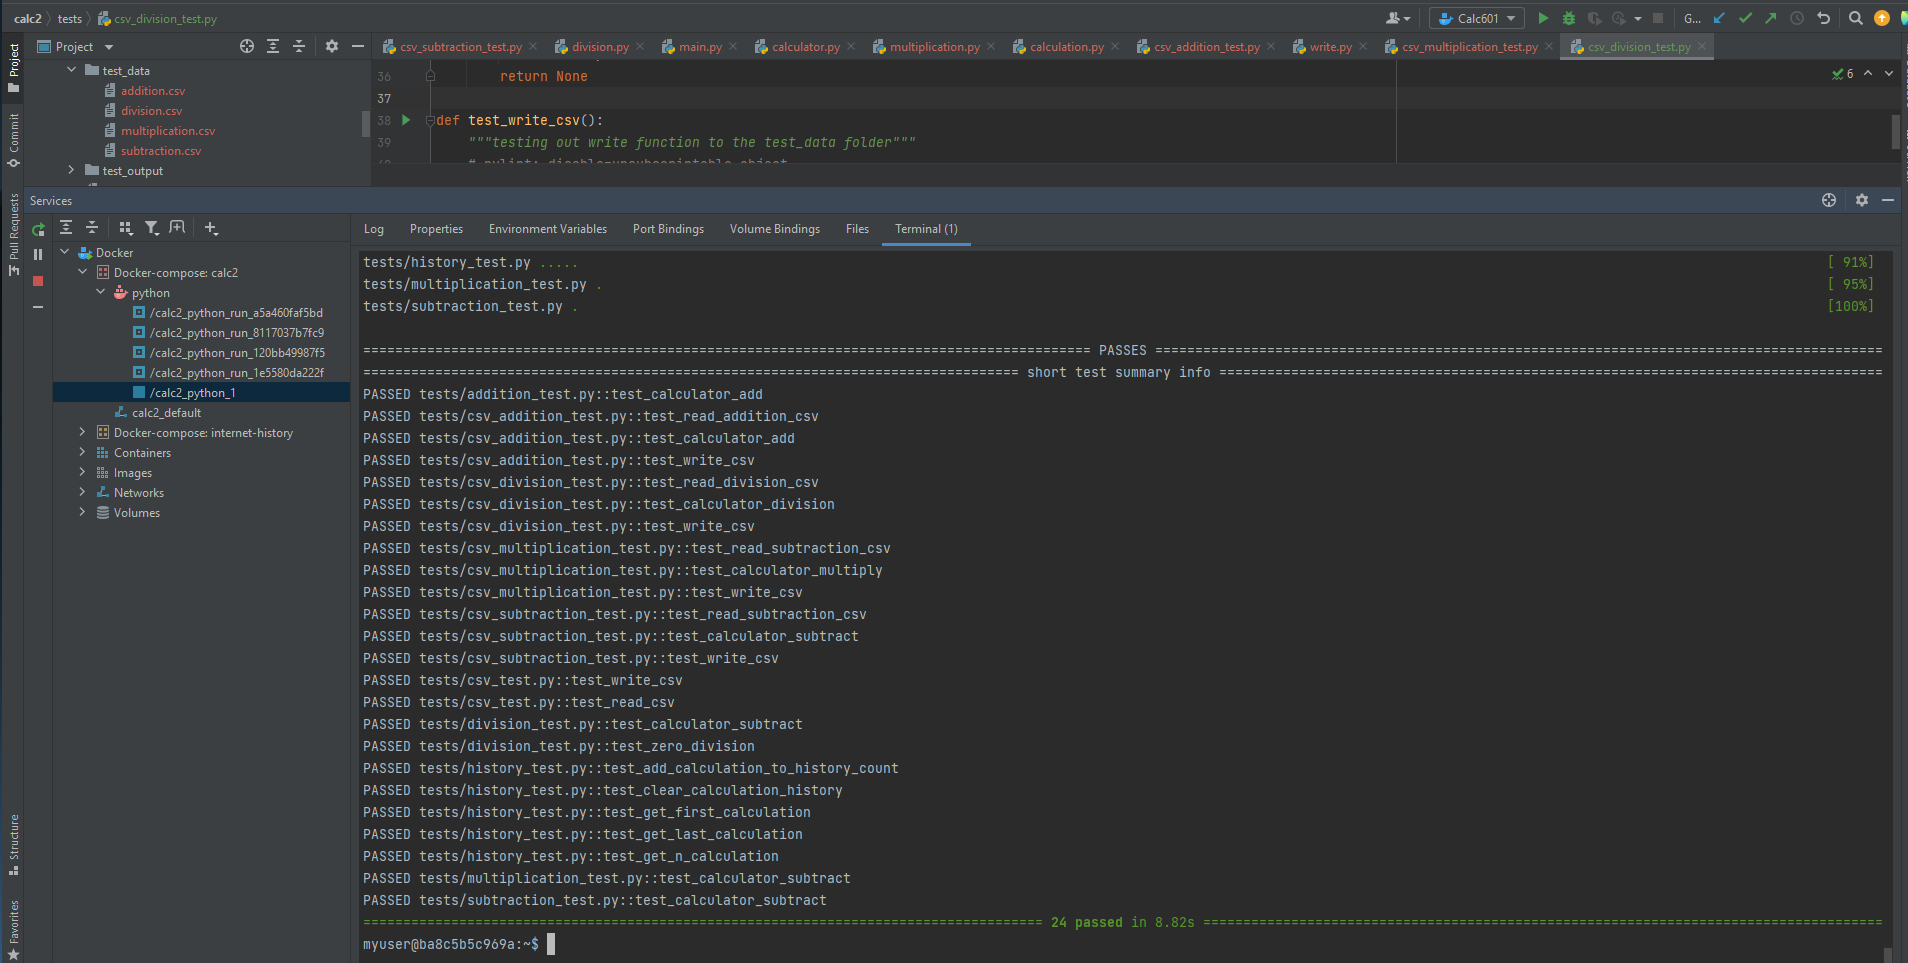 calc2 tests csv_division_test.py Calc601 G...
Project csv_subtraction_test.py division.py main.py calculator.py multiplication.py calculation.py csv_addition_test.py write.py csv_multiplication_test.py csv_division_test.py
Project
Commit
Pull Requests
Structure
Favorites
test_data
addition.csv
division.csv
multiplication.csv
subtraction.csv
test_output
36 return None 6
37
38 def test_write_csv():
39 """testing out write function to the test_data folder"""
Services
Docker
Docker-compose: calc2
python
/calc2_python_run_a5a460faf5bd
/calc2_python_run_8117037b7fc9
/calc2_python_run_120bb49987f5
/calc2_python_run_1e5580da222f
/calc2_python_1
calc2_default
Docker-compose: internet-history
Containers
Images
Networks
Volumes
Log Properties Environment Variables Port Bindings Volume Bindings Files Terminal (1)
tests/history_test.py ..... [ 91%]
tests/multiplication_test.py . [ 95%]
tests/subtraction_test.py . [100%]
PASSES
short test summary info
PASSED tests/addition_test.py::test_calculator_add
PASSED tests/csv_addition_test.py::test_read_addition_csv
PASSED tests/csv_addition_test.py::test_calculator_add
PASSED tests/csv_addition_test.py::test_write_csv
PASSED tests/csv_division_test.py::test_read_division_csv
PASSED tests/csv_division_test.py::test_calculator_division
PASSED tests/csv_division_test.py::test_write_csv
PASSED tests/csv_multiplication_test.py::test_read_subtraction_csv
PASSED tests/csv_multiplication_test.py::test_calculator_multiply
PASSED tests/csv_multiplication_test.py::test_write_csv
PASSED tests/csv_subtraction_test.py::test_read_subtraction_csv
PASSED tests/csv_subtraction_test.py::test_calculator_subtract
PASSED tests/csv_subtraction_test.py::test_write_csv
PASSED tests/csv_test.py::test_write_csv
PASSED tests/csv_test.py::test_read_csv
PASSED tests/division_test.py::test_calculator_subtract
PASSED tests/division_test.py::test_zero_division
PASSED tests/history_test.py::test_add_calculation_to_history_count
PASSED tests/history_test.py::test_clear_calculation_history
PASSED tests/history_test.py::test_get_first_calculation
PASSED tests/history_test.py::test_get_last_calculation
PASSED tests/history_test.py::test_get_n_calculation
PASSED tests/multiplication_test.py::test_calculator_subtract
PASSED tests/subtraction_test.py::test_calculator_subtract
24 passed in 8.82s
myuser@ba8c5b5c969a:~$